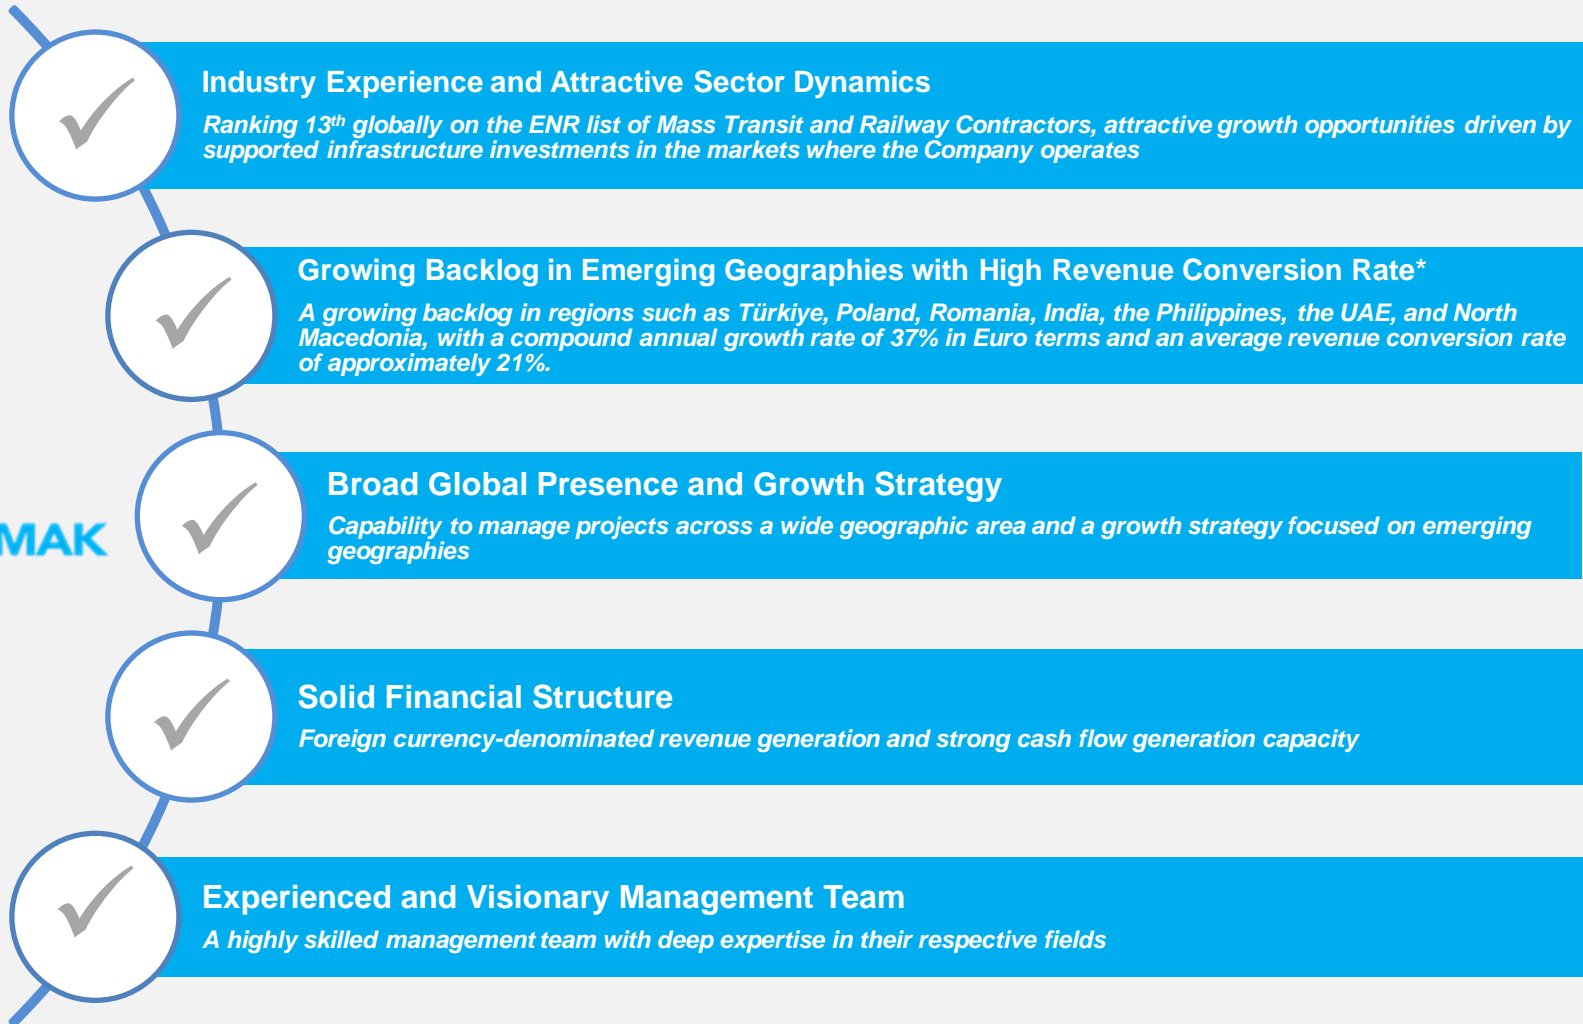 Industry Experience and Attractive Sector Dynamics
Ranking 13th globally on the ENR list of Mass Transit and Railway Contractors, attractive growth opportunities driven by
supported infrastructure investments in the markets where the Company operates
Growing Backlog in Emerging Geographies with High Revenue Conversion Rate*
A growing backlog in regions such as Türkiye, Poland, Romania, India, the Philippines, the UAE, and North
Macedonia, with a compound annual growth rate of 37% in Euro terms and an average revenue conversion rate
of approximately 21%.
Broad Global Presence and Growth Strategy
Capability to manage projects across a wide geographic area and a growth strategy focused on emerging
geographies
MAK
Solid Financial Structure
Foreign currency-denominated revenue generation and strong cash flow generation capacity
Experienced and Visionary Management Team
A highly skilled management team with deep expertise in their respective fields